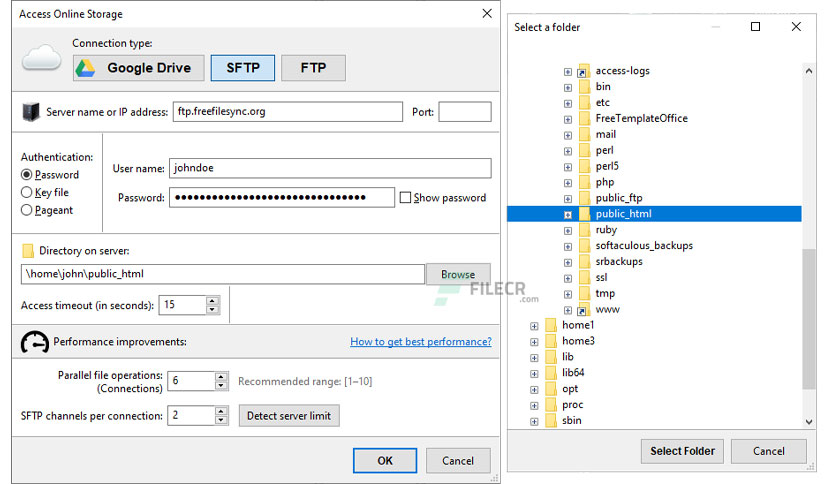 Access Online Storage
Connection type:
Google Drive
SFTP
FTP
Server name or IP address:
ftp.freefilesync.org
Port:
Authentication:
Password
Key file
Pageant
User name:
johndoe
Password:
Show password
Directory on server:
\home\john\public_html
Browse
Access timeout (in seconds):
15
Performance improvements:
How to get best performance?
Parallel file operations:
(Connections)
6
Recommended range: [1–10]
SFTP channels per connection:
2
Detect server limit
OK
Cancel
FILECR
.com
Select a folder
access-logs
bin
etc
FreeTemplateOffice
mail
perl
perl5
php
public_ftp
public_html
ruby
softaculous_backups
srbackups
ssl
tmp
www
home1
home3
lib
lib64
opt
proc
sbin
Select Folder
Cancel